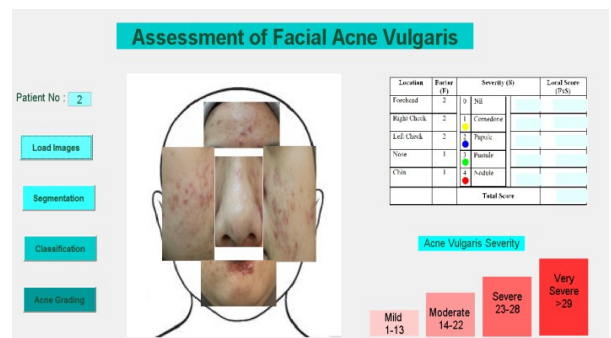 Assessment of Facial Acne Vulgaris
Patient No : 2
Load Images
Segmentation
Classification
Acne Grading
Location Factor (F) Severity (S) Local Score (FxS)
Forehead 2 0 Nil
Right Cheek 2 1 Comedone
Left Cheek 2 2 Papule
Nose 1 3 Pustule
Chin 1 4 Nodule
Total Score
Acne Vulgaris Severity
Mild
1-13
Moderate
14-22
Severe
23-28
Very
Severe
>29